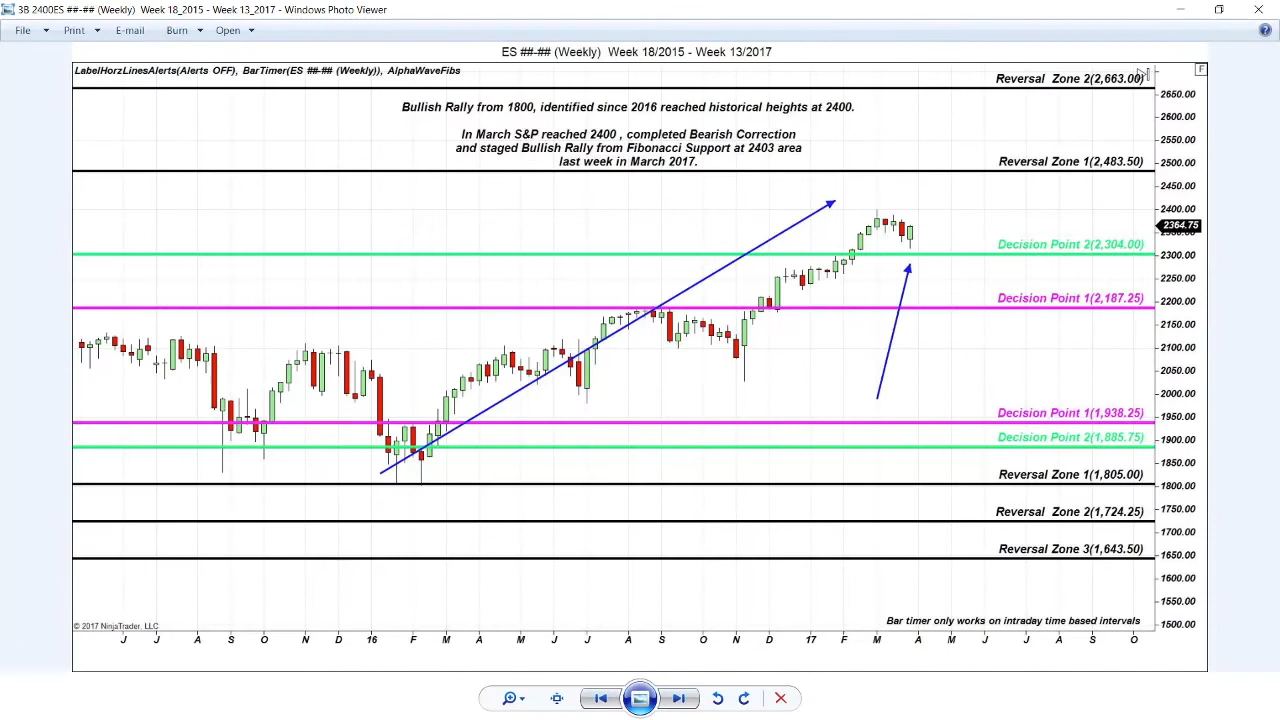 3B 2400ES ##-## (Weekly)  Week 18_2015 - Week 13_2017 - Windows Photo Viewer
File Print E-mail Burn Open
ES ##-## (Weekly)  Week 18/2015 - Week 13/2017
LabelHorzLinesAlerts(Alerts OFF), BarTimer(ES ##-## (Weekly)), AlphaWaveFibs
F
Reversal  Zone 2(2,663.00)
2650.00
Bullish Rally from 1800, identified since 2016 reached historical heights at 2400.
2600.00
In March S&P reached 2400 , completed Bearish Correction
2550.00
and staged Bullish Rally from Fibonacci Support at 2403 area
last week in March 2017.
Reversal Zone 1(2,483.50)
2500.00
2450.00
2400.00
2364.75
Decision Point 2(2,304.00)
2300.00
2250.00
Decision Point 1(2,187.25)
2200.00
2150.00
2100.00
2050.00
2000.00
Decision Point 1(1,938.25)
1950.00
Decision Point 2(1,885.75)
1900.00
1850.00
Reversal Zone 1(1,805.00)
1800.00
Reversal  Zone 2(1,724.25)
1750.00
1700.00
Reversal Zone 3(1,643.50)
1650.00
1600.00
1550.00
© 2017 NinjaTrader, LLC
Bar timer only works on intraday time based intervals
1500.00
J J A S O N D 16 F M A M J J A S O N D 17 F M A M J J A S O